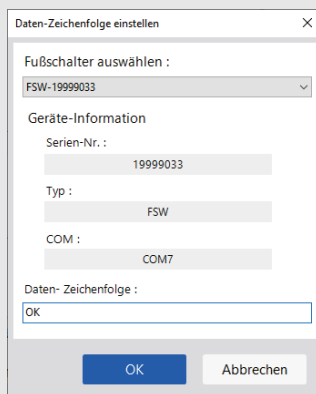 Daten-Zeichenfolge einstellen
Fußschalter auswählen :
FSW-19999033
Geräte-Information
Serien-Nr. :
19999033
Typ :
FSW
COM :
COM7
Daten- Zeichenfolge :
OK
OK Abbrechen